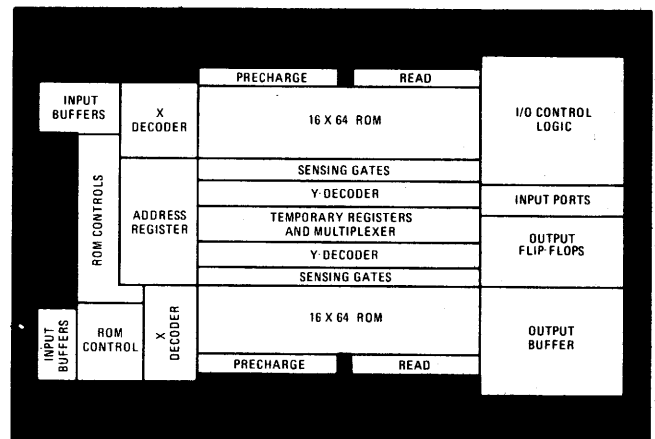 PRECHARGE
READ
INPUT
BUFFERS
X
DECODER
16 X 64 ROM
I/O CONTROL
LOGIC
SENSING GATES
Y-DECODER
INPUT PORTS
ROM CONTROLS
ADDRESS
REGISTER
TEMPORARY REGISTERS
AND MULTIPLEXER
OUTPUT
FLIP-FLOPS
Y-DECODER
SENSING GATES
INPUT
BUFFERS
ROM
CONTROL
X
DECODER
16 X 64 ROM
OUTPUT
BUFFER
PRECHARGE
READ